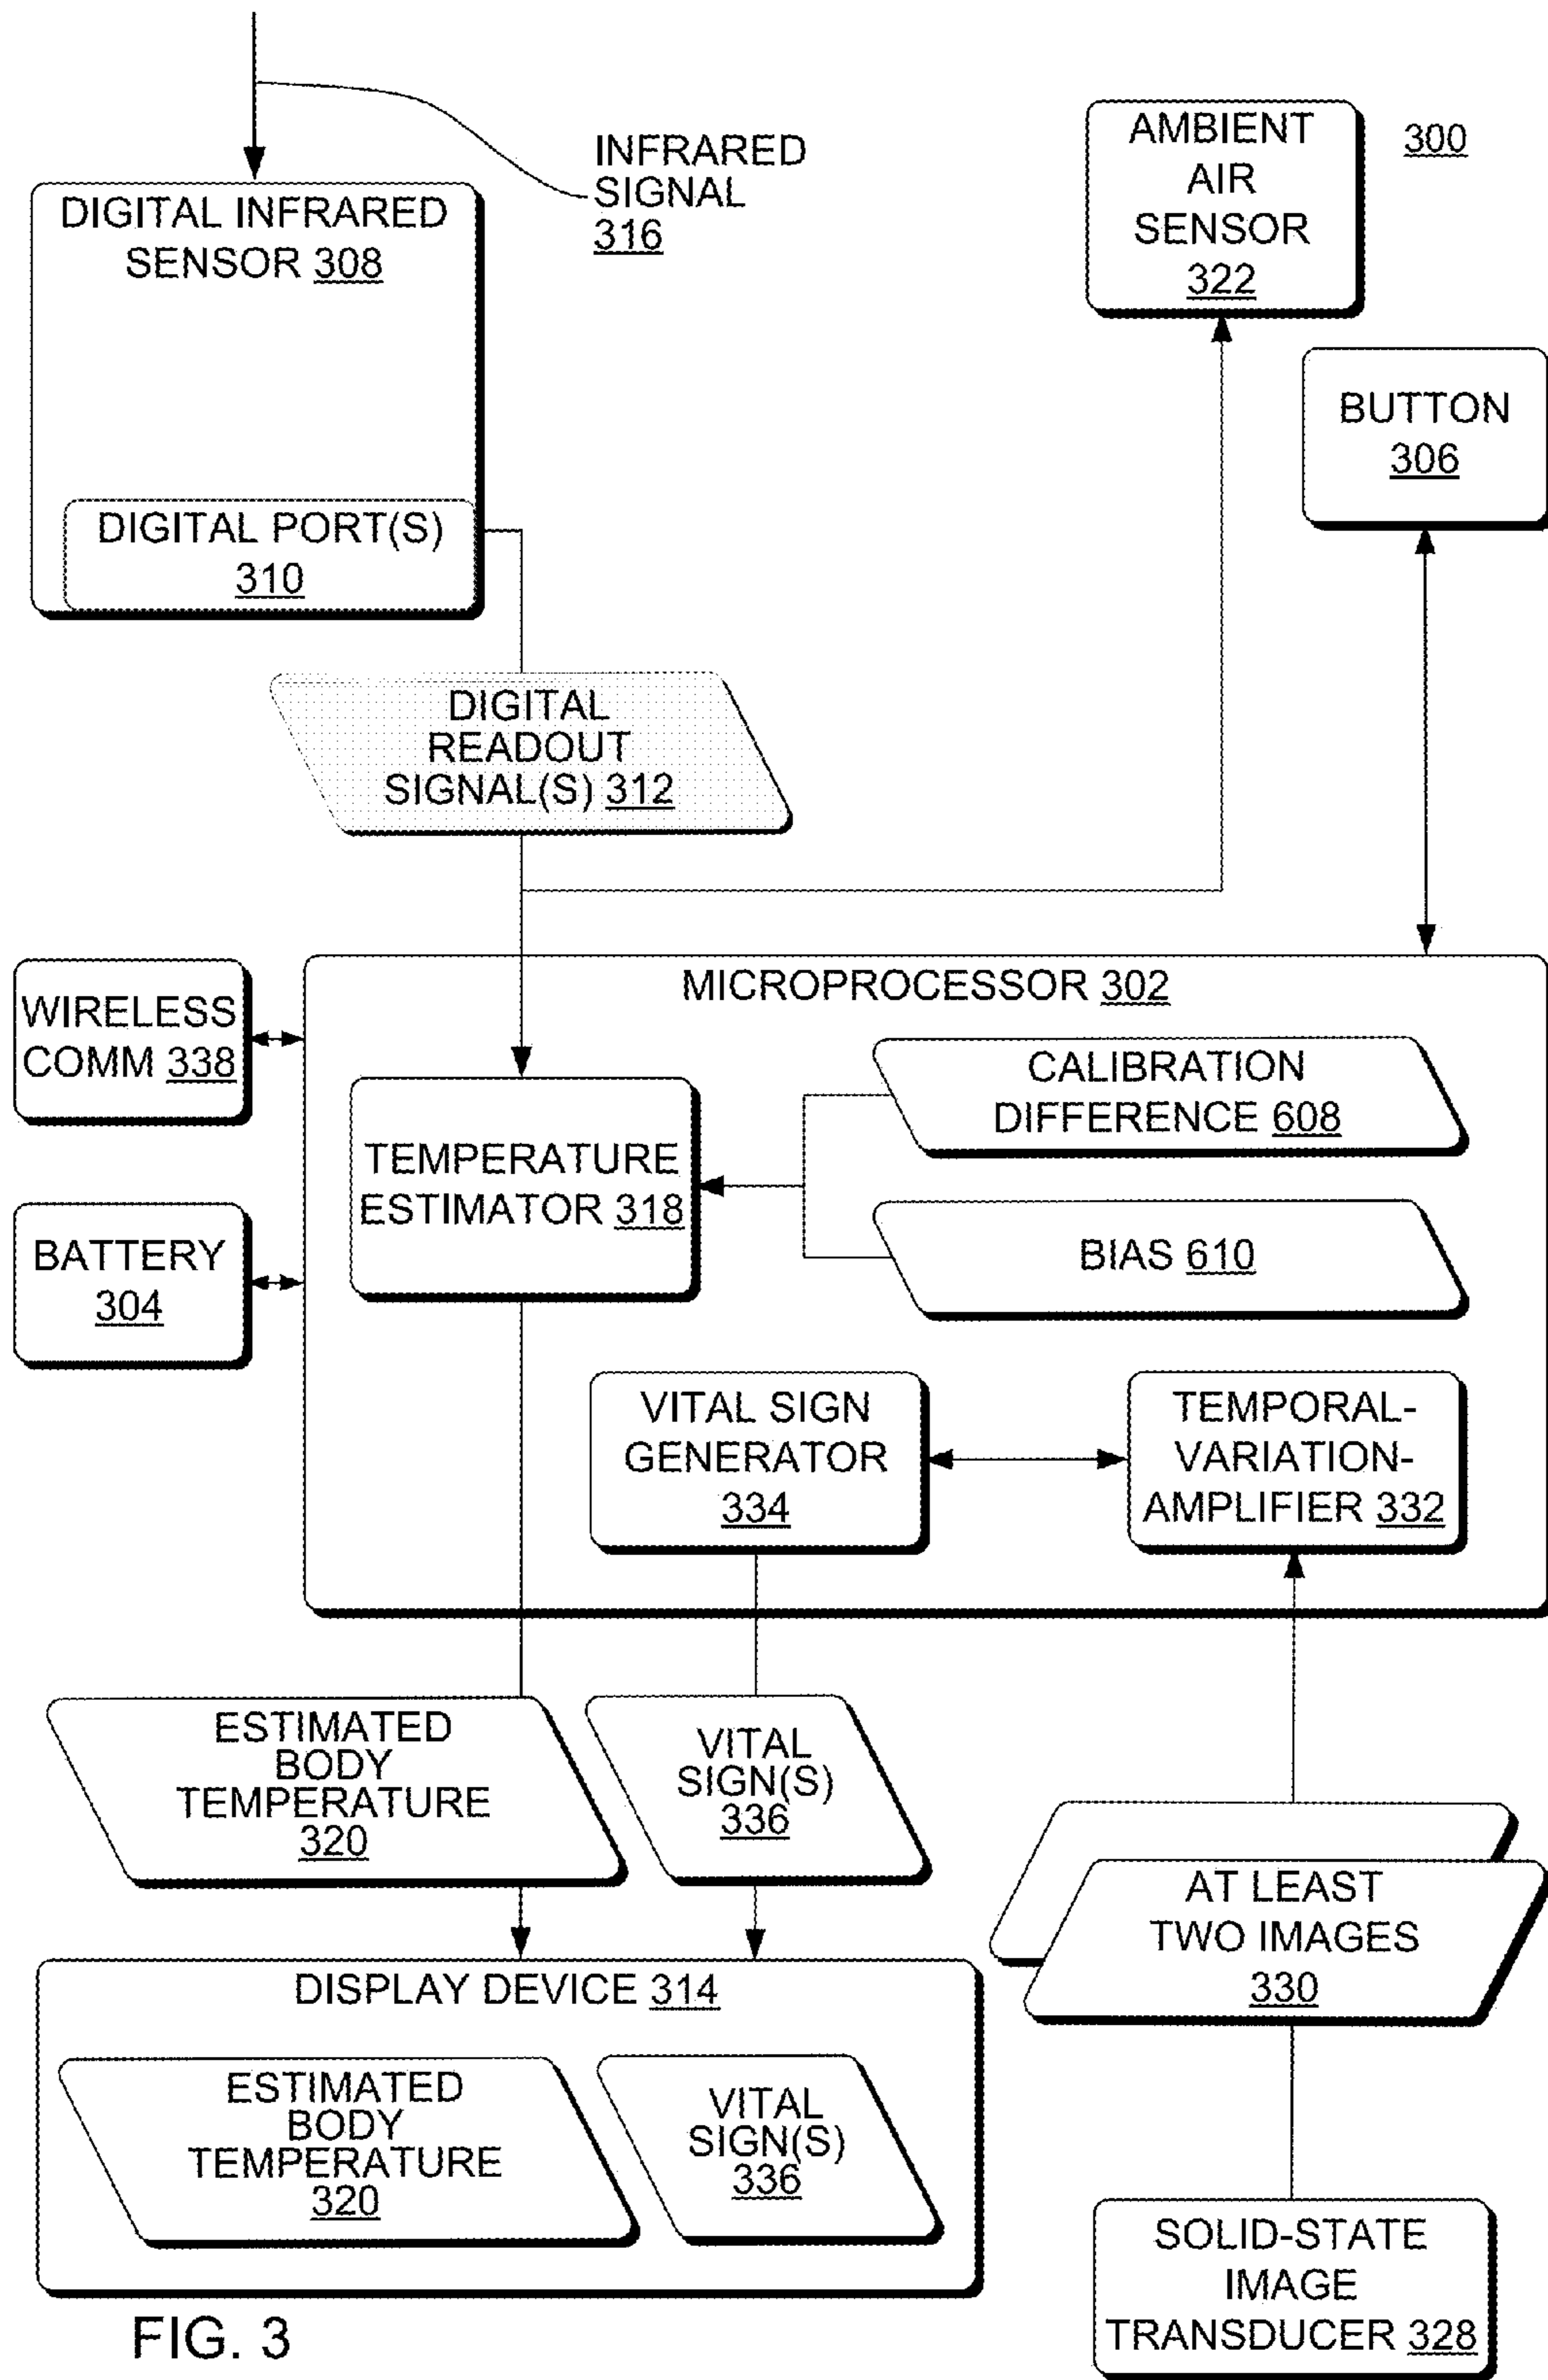 INFRARED
SIGNAL
316
AMBIENT
AIR
SENSOR
322
300
DIGITAL INFRARED
SENSOR 308
BUTTON
306
DIGITAL PORT(S)
310
DIGITAL
READOUT
SIGNAL(S) 312
MICROPROCESSOR 302
WIRELESS
COMM 338
CALIBRATION
DIFFERENCE 608
TEMPERATURE
ESTIMATOR 318
BATTERY
304
BIAS 610
VITAL SIGN
GENERATOR
334
TEMPORAL-
VARIATION-
AMPLIFIER 332
ESTIMATED
BODY
TEMPERATURE
320
VITAL
SIGN(S)
336
AT LEAST
TWO IMAGES
330
DISPLAY DEVICE 314
ESTIMATED
BODY
TEMPERATURE
320
VITAL
SIGN(S)
336
SOLID-STATE
IMAGE
TRANSDUCER 328
FIG. 3